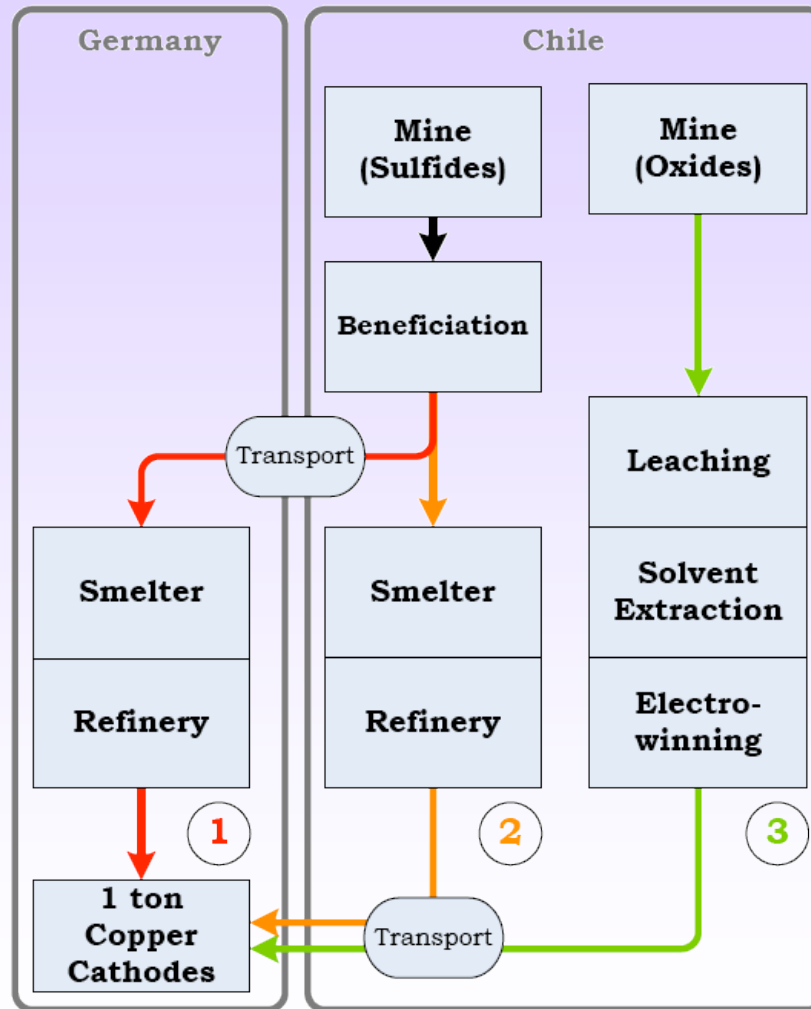 Germany
Chile
Mine
(Sulfides)
Mine
(Oxides)
Beneficiation
Transport
Leaching
Smelter
Smelter
Solvent
Extraction
Refinery
Refinery
Electro-
winning
1
2
3
1 ton
Copper
Cathodes
Transport